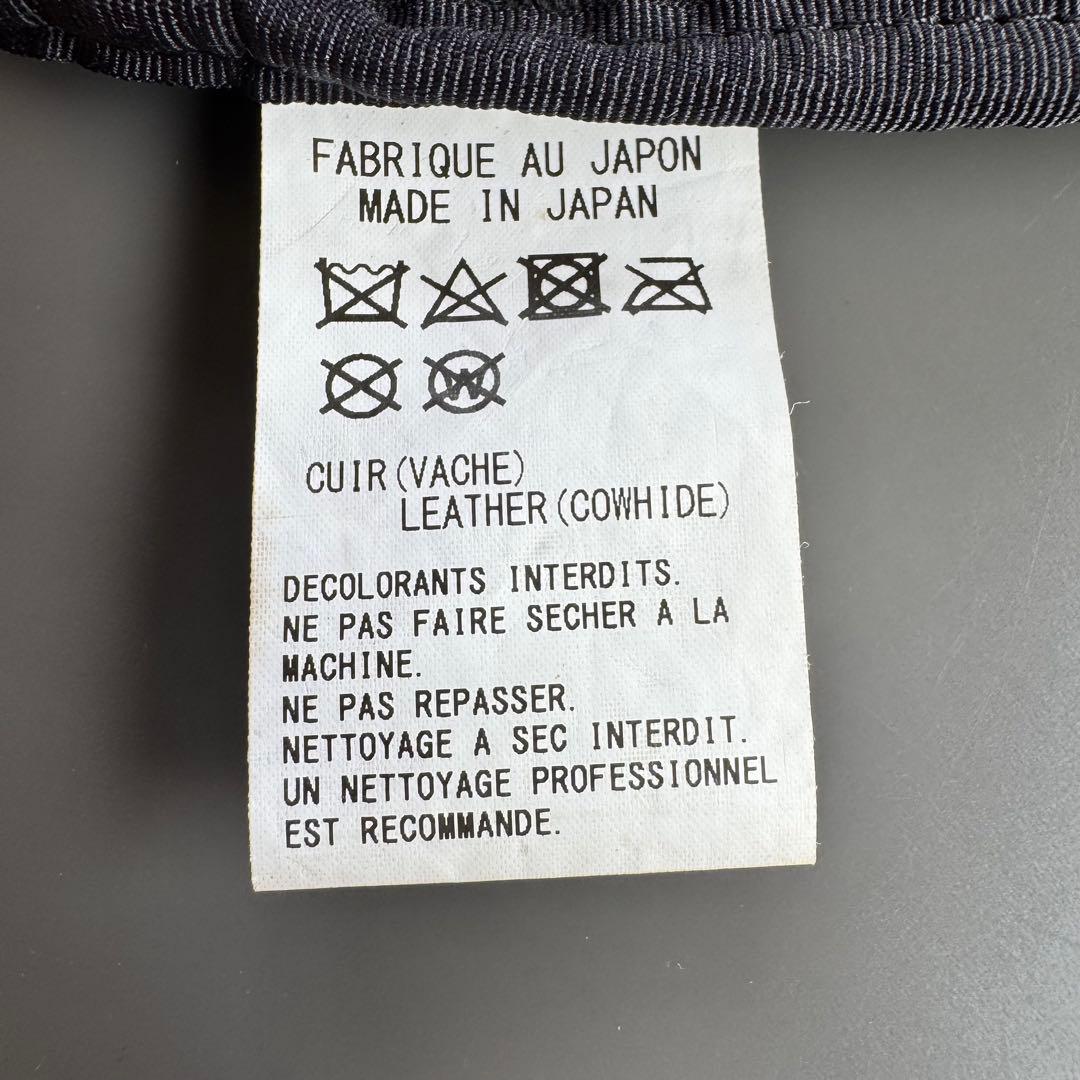 FABRIQUE AU JAPON
MADE IN JAPAN
W
CUIR(VACHE)
LEATHER(COWHIDE)
DECOLORANTS INTERDITS.
NE PAS FAIRE SECHER A LA
MACHINE.
NE PAS REPASSER.
NETTOYAGE A SEC INTERDIT.
UN NETTOYAGE PROFESSIONNEL
EST RECOMMANDE.